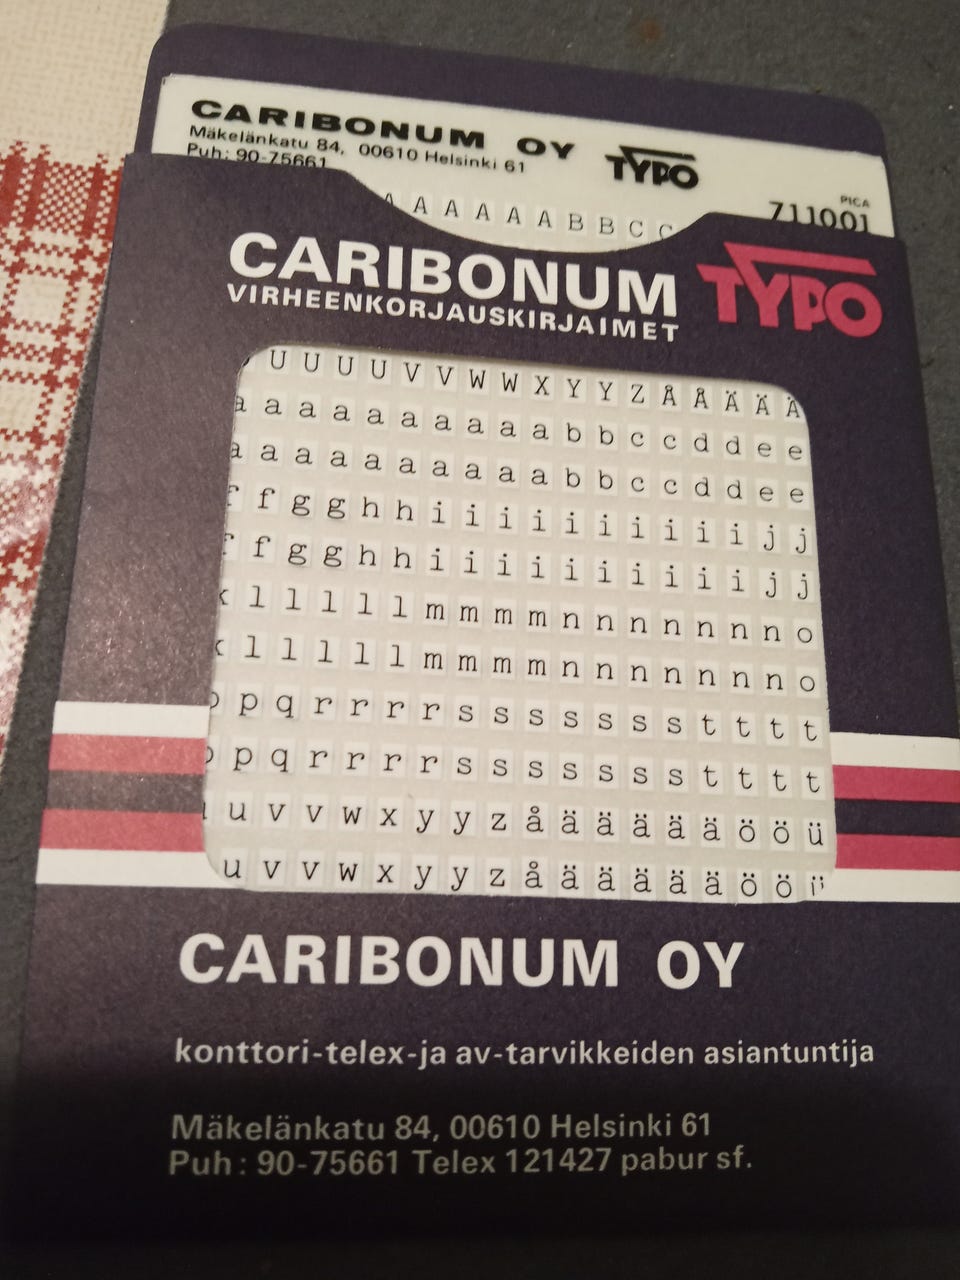 CARIBONUM OY TYPO
Mäkelänkatu 84, 00610 Helsinki 61
Puh: 90-75661
PICA
711001
A A A A A A B B C C
CARIBONUM TYPO
VIRHEENKORJAUSKIRJAIMET
U U U U V V W W X Y Y Z Å Å Ä Ä Ä
a a a a a a a a a a b b c c d d e e
a a a a a a a a a a b b c c d d e e
f f g g h h i i i i i i i i i i j j
f f g g h h i i i i i i i i i i j j
k l l l l l m m m m n n n n n n n o
k l l l l l m m m m n n n n n n n o
p p q r r r r s s s s s s s t t t t
p p q r r r r s s s s s s s t t t t
u v v w x y y z å ä ä ä ä ä ö ö ü
u v v w x y y z å ä ä ä ä ä ö ö ü
CARIBONUM OY
konttori-telex-ja av-tarvikkeiden asiantuntija
Mäkelänkatu 84, 00610 Helsinki 61
Puh: 90-75661 Telex 121427 pabur sf.